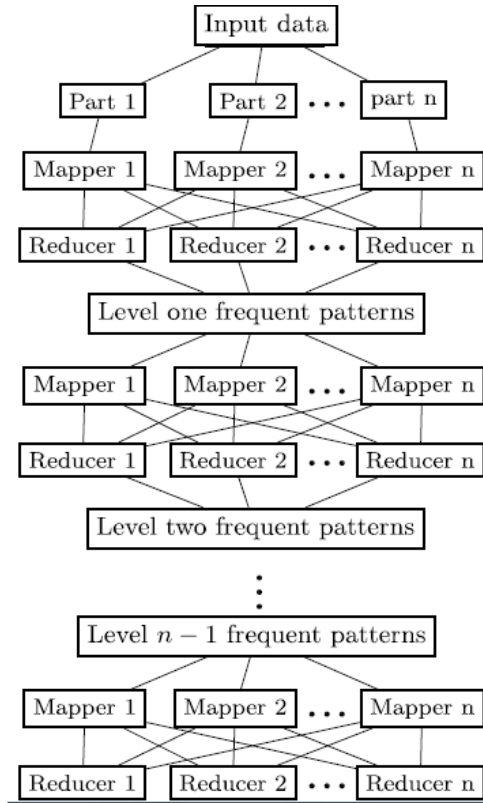 Input data
Part 1 Part 2 ... part n
Mapper 1 Mapper 2 ... Mapper n
Reducer 1 Reducer 2 ... Reducer n
Level one frequent patterns
Mapper 1 Mapper 2 ... Mapper n
Reducer 1 Reducer 2 ... Reducer n
Level two frequent patterns
⋮
Level n − 1 frequent patterns
Mapper 1 Mapper 2 ... Mapper n
Reducer 1 Reducer 2 ... Reducer n